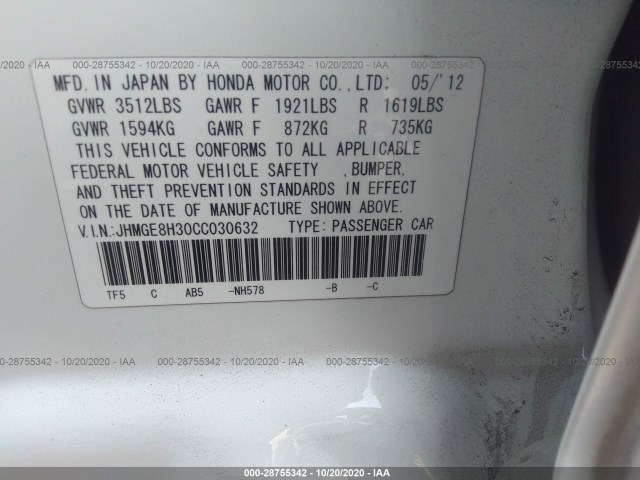 000-28755342 - 10/20/2020 - IAA
MFD. IN JAPAN BY HONDA MOTOR CO.,LTD: 05/'12
GVWR 3512LBS GAWR F 1921LBS R 1619LBS
GVWR 1594KG GAWR F 872KG R 735KG
THIS VEHICLE CONFORMS TO ALL APPLICABLE
FEDERAL MOTOR VEHICLE SAFETY ,BUMPER,
AND THEFT PREVENTION STANDARDS IN EFFECT
ON THE DATE OF MANUFACTURE SHOWN ABOVE.
V.I.N.:JHMGE8H30CC030632 TYPE: PASSENGER CAR
TF5 C AB5 -NH578 -B -C
000-28755342 - 10/20/2020 - IAA
000-28755342 - 10/20/2020 - IAA